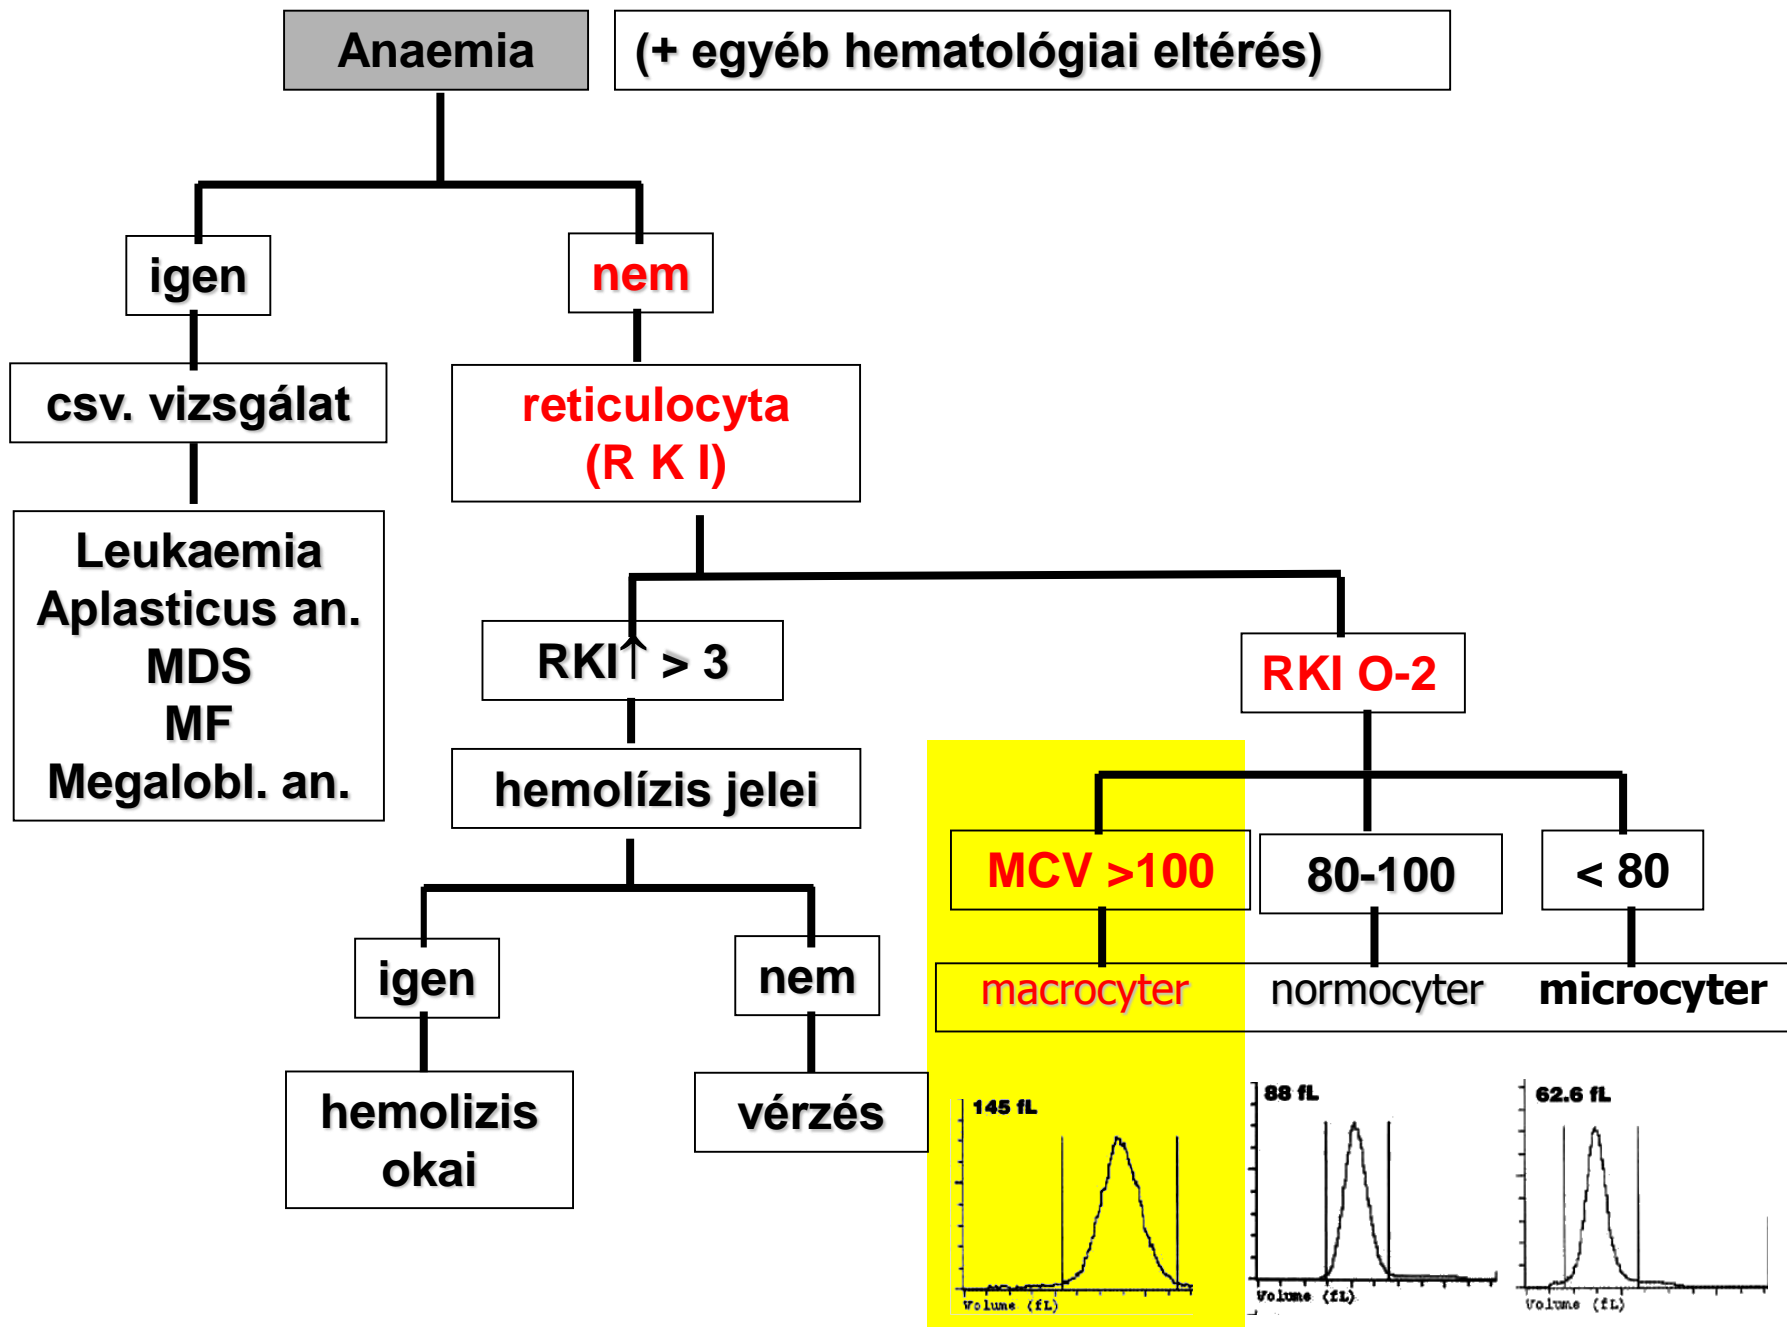 Anaemia
(+ egyéb hematológiai eltérés)
igen
nem
csv. vizsgálat
reticulocyta
(R K I)
Leukaemia
Aplasticus an.
MDS
MF
Megalobl. an.
RKI↑ > 3
RKI O-2
hemolízis jelei
MCV >100
80-100
< 80
igen
nem
macrocyter
normocyter
microcyter
hemolizis
okai
vérzés
145 fL
88 fL
62.6 fL
Volume (fL)
Volume (fL)
Volume (fL)